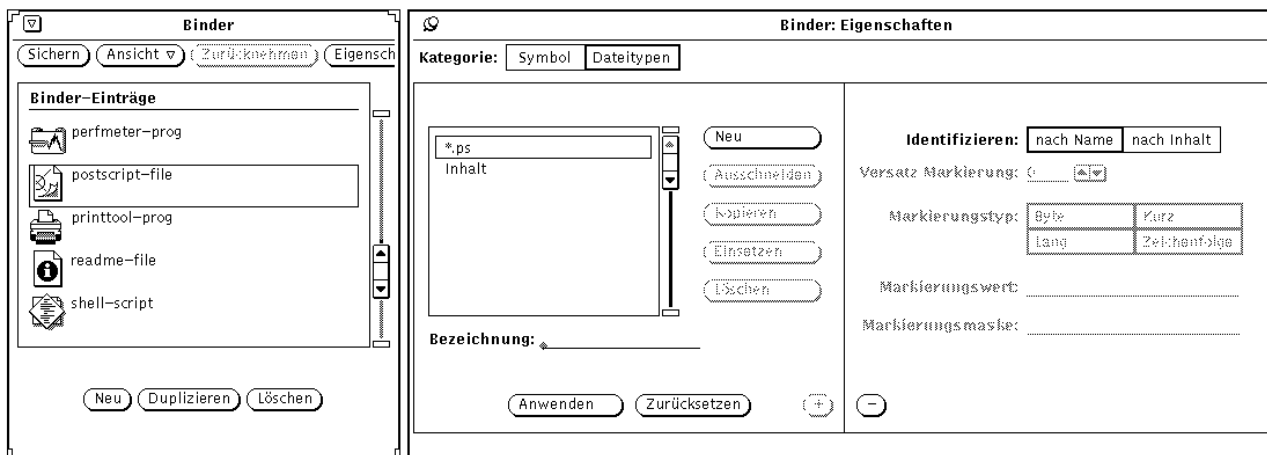 Binder
Sichern Ansicht Zurücknehmen Eigensch
Binder-Einträge
perfmeter-prog
postscript-file
printtool-prog
readme-file
shell-script
Neu Duplizieren Löschen
Binder: Eigenschaften
Kategorie: Symbol Dateitypen
*.ps
Inhalt
Neu
Ausschneiden
Kopieren
Einsetzen
Löschen
Bezeichnung:
Anwenden Zurücksetzen +
Identifizieren: nach Name nach Inhalt
Versatz Markierung: 0
Markierungstyp: Byte Kurz
Lang Zeichenfolge
Markierungswert:
Markierungsmaske:
−